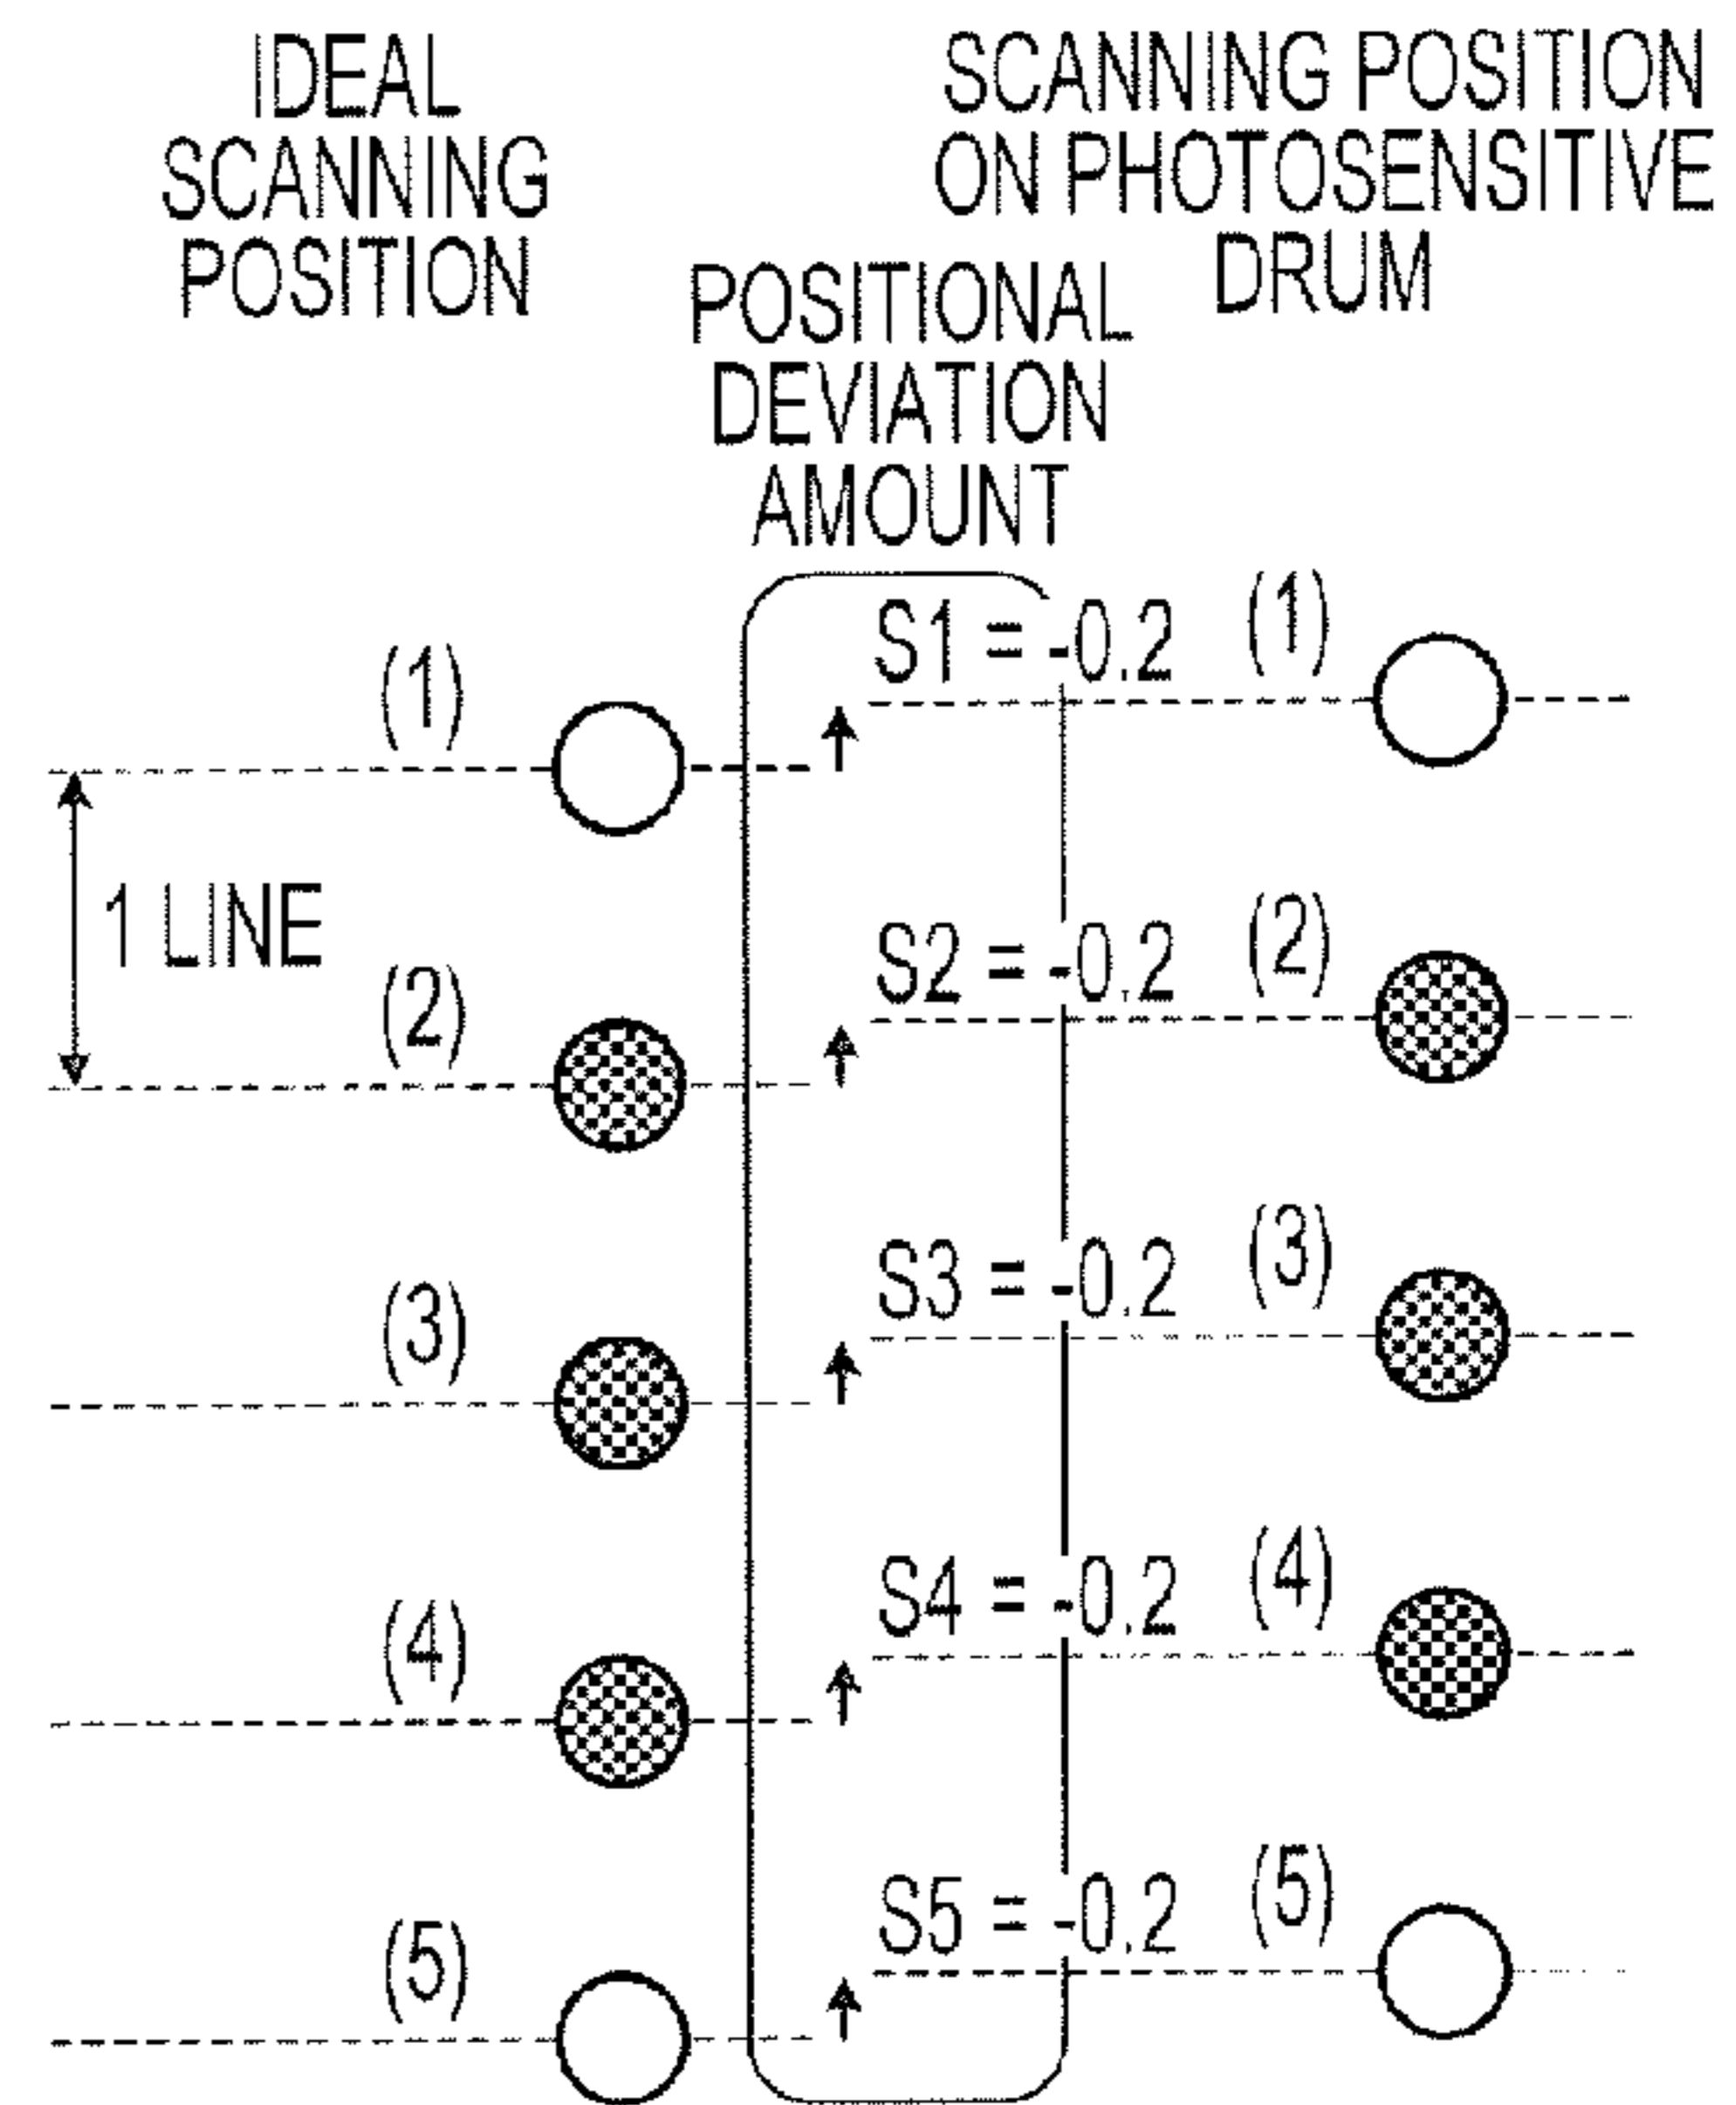 IDEAL
SCANNING
POSITION
POSITIONAL
DEVIATION
AMOUNT
SCANNING POSITION
ON PHOTOSENSITIVE
DRUM
(1)
S1 = -0.2
(1)
1 LINE
(2)
S2 = -0.2
(2)
(3)
S3 = -0.2
(3)
(4)
S4 = -0.2
(4)
(5)
S5 = -0.2
(5)